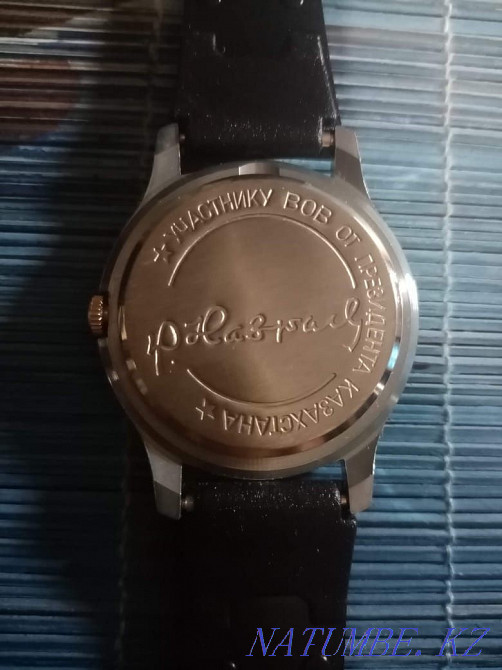 ☆ УЧАСТНИКУ ВОВ ОТ ПРЕЗИДЕНТА КАЗАХСТАНА ☆
NATUMBE. KZ